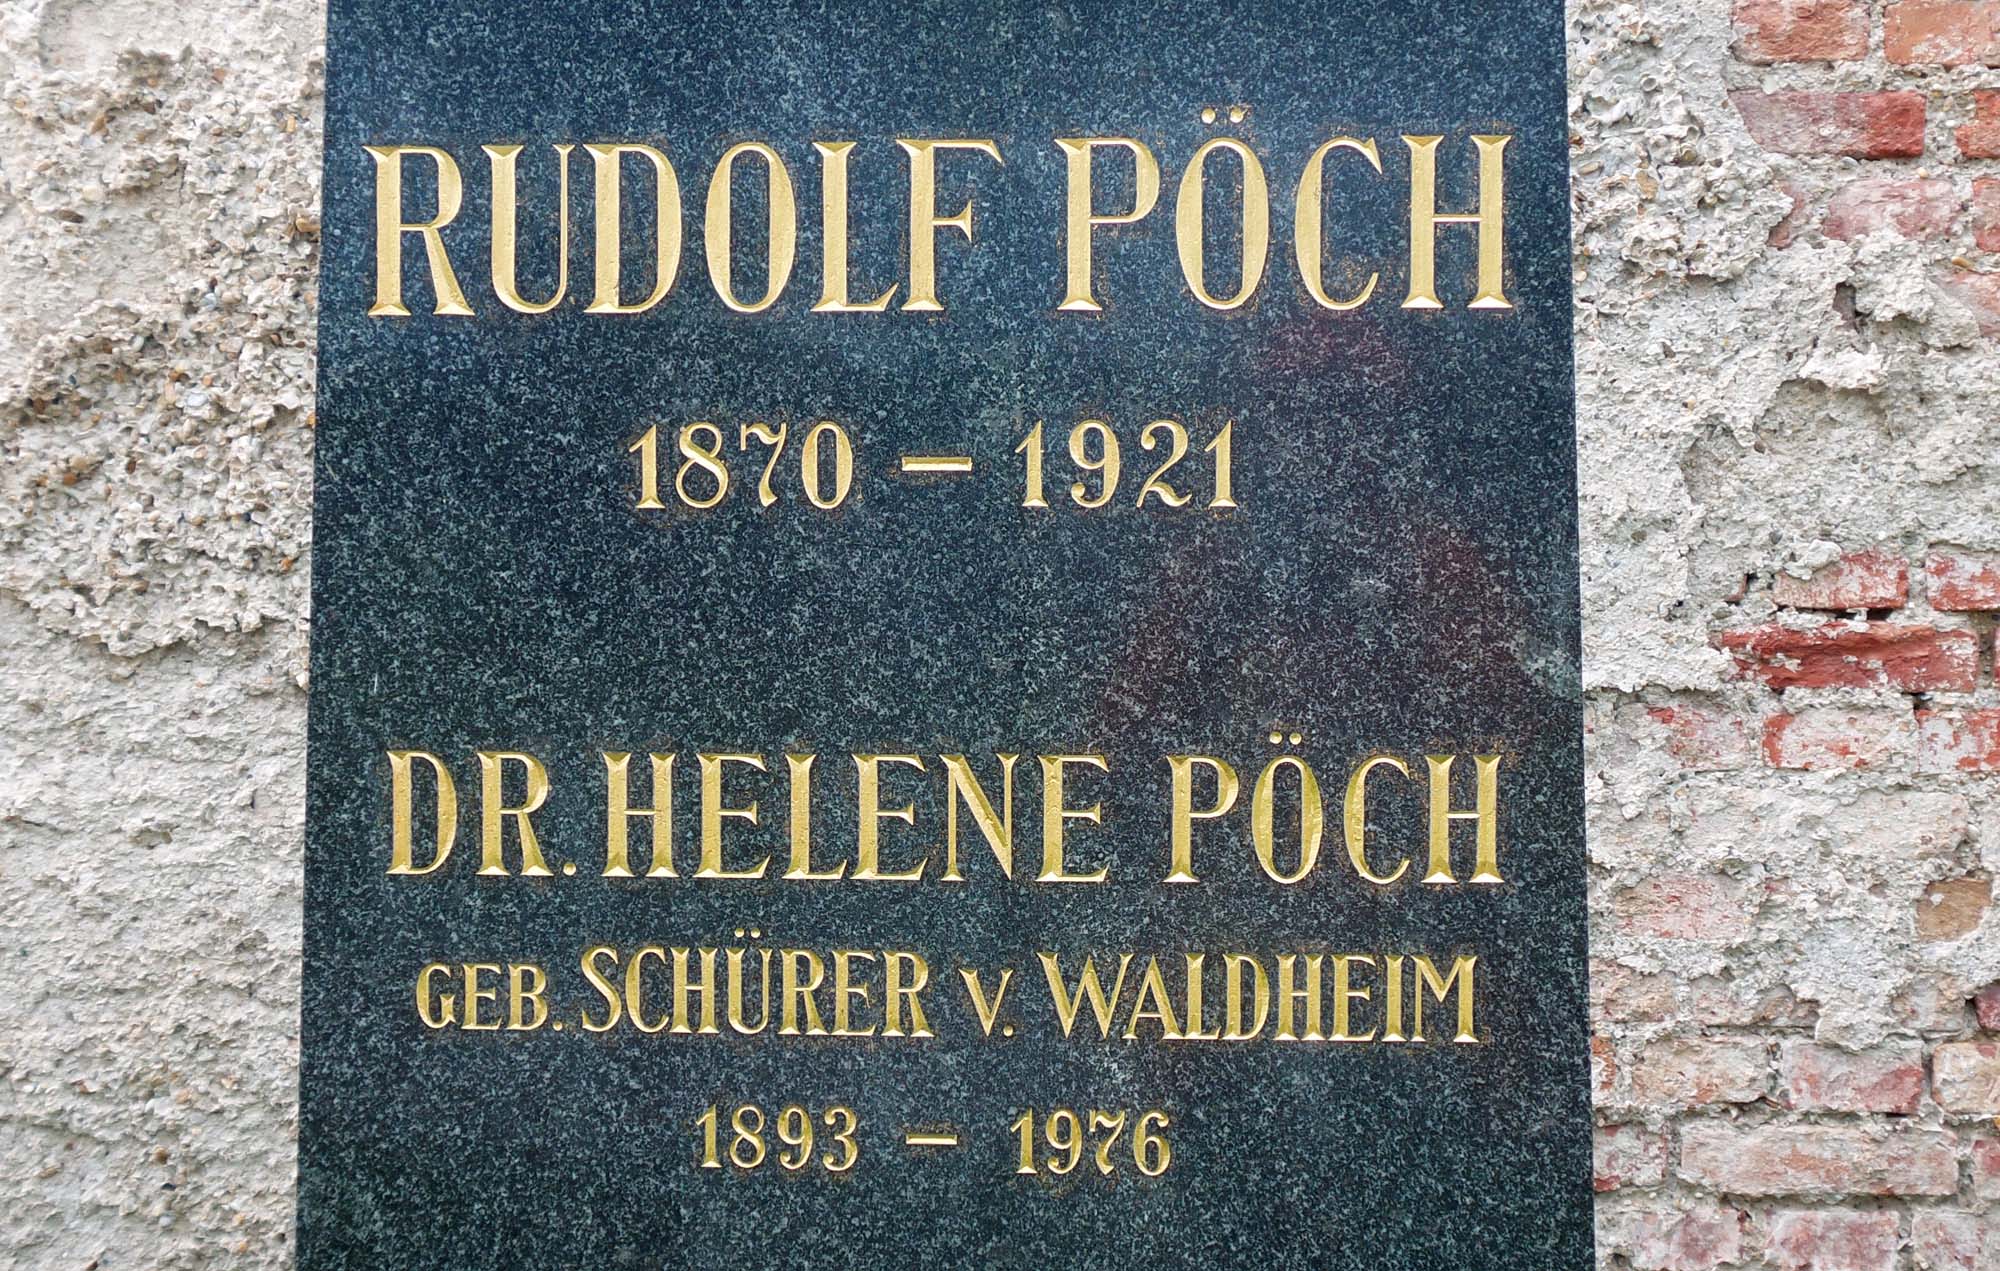 RUDOLF PÖCH
1870 – 1921
DR. HELENE PÖCH
GEB. SCHÜRER V. WALDHEIM
1893 – 1976